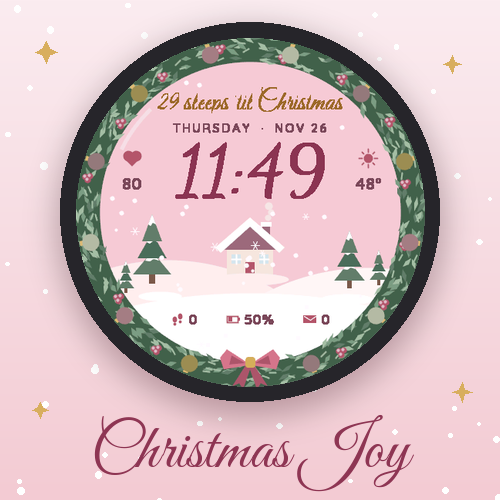 29 sleeps 'til Christmas
THURSDAY · NOV 26
11:49
80
48°
0 50% 0
Christmas Joy